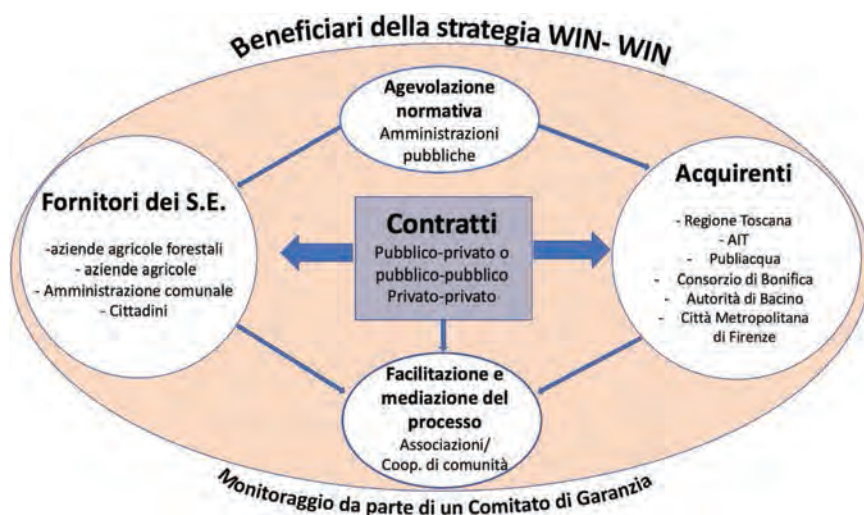 Beneficiari della strategia WIN- WIN
Agevolazione
normativa
Amministrazioni
pubbliche
Fornitori dei S.E.
-aziende agricole forestali
- aziende agricole
- Amministrazione comunale
- Cittadini
Contratti
Pubblico-privato o
pubblico-pubblico
Privato-privato
Acquirenti
- Regione Toscana
- AIT
- Publiacqua
- Consorzio di Bonifica
- Autorità di Bacino
- Città Metropolitana
di Firenze
Facilitazione e
mediazione del
processo
Associazioni/
Coop. di comunità
Monitoraggio da parte di un Comitato di Garanzia